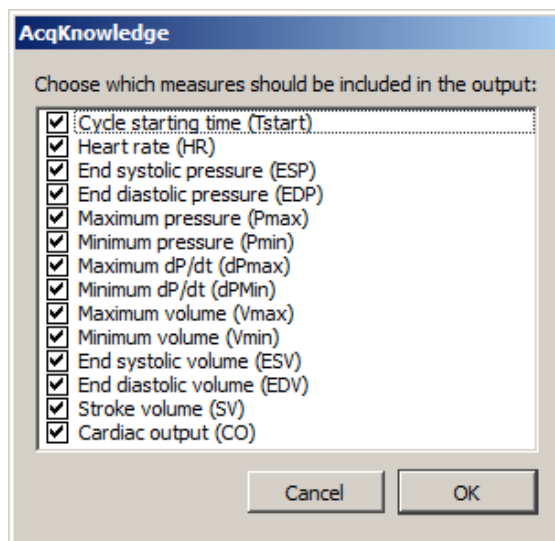 AcqKnowledge
Choose which measures should be included in the output:
Cycle starting time (Tstart)
Heart rate (HR)
End systolic pressure (ESP)
End diastolic pressure (EDP)
Maximum pressure (Pmax)
Minimum pressure (Pmin)
Maximum dP/dt (dPmax)
Minimum dP/dt (dPMin)
Maximum volume (Vmax)
Minimum volume (Vmin)
End systolic volume (ESV)
End diastolic volume (EDV)
Stroke volume (SV)
Cardiac output (CO)
Cancel OK